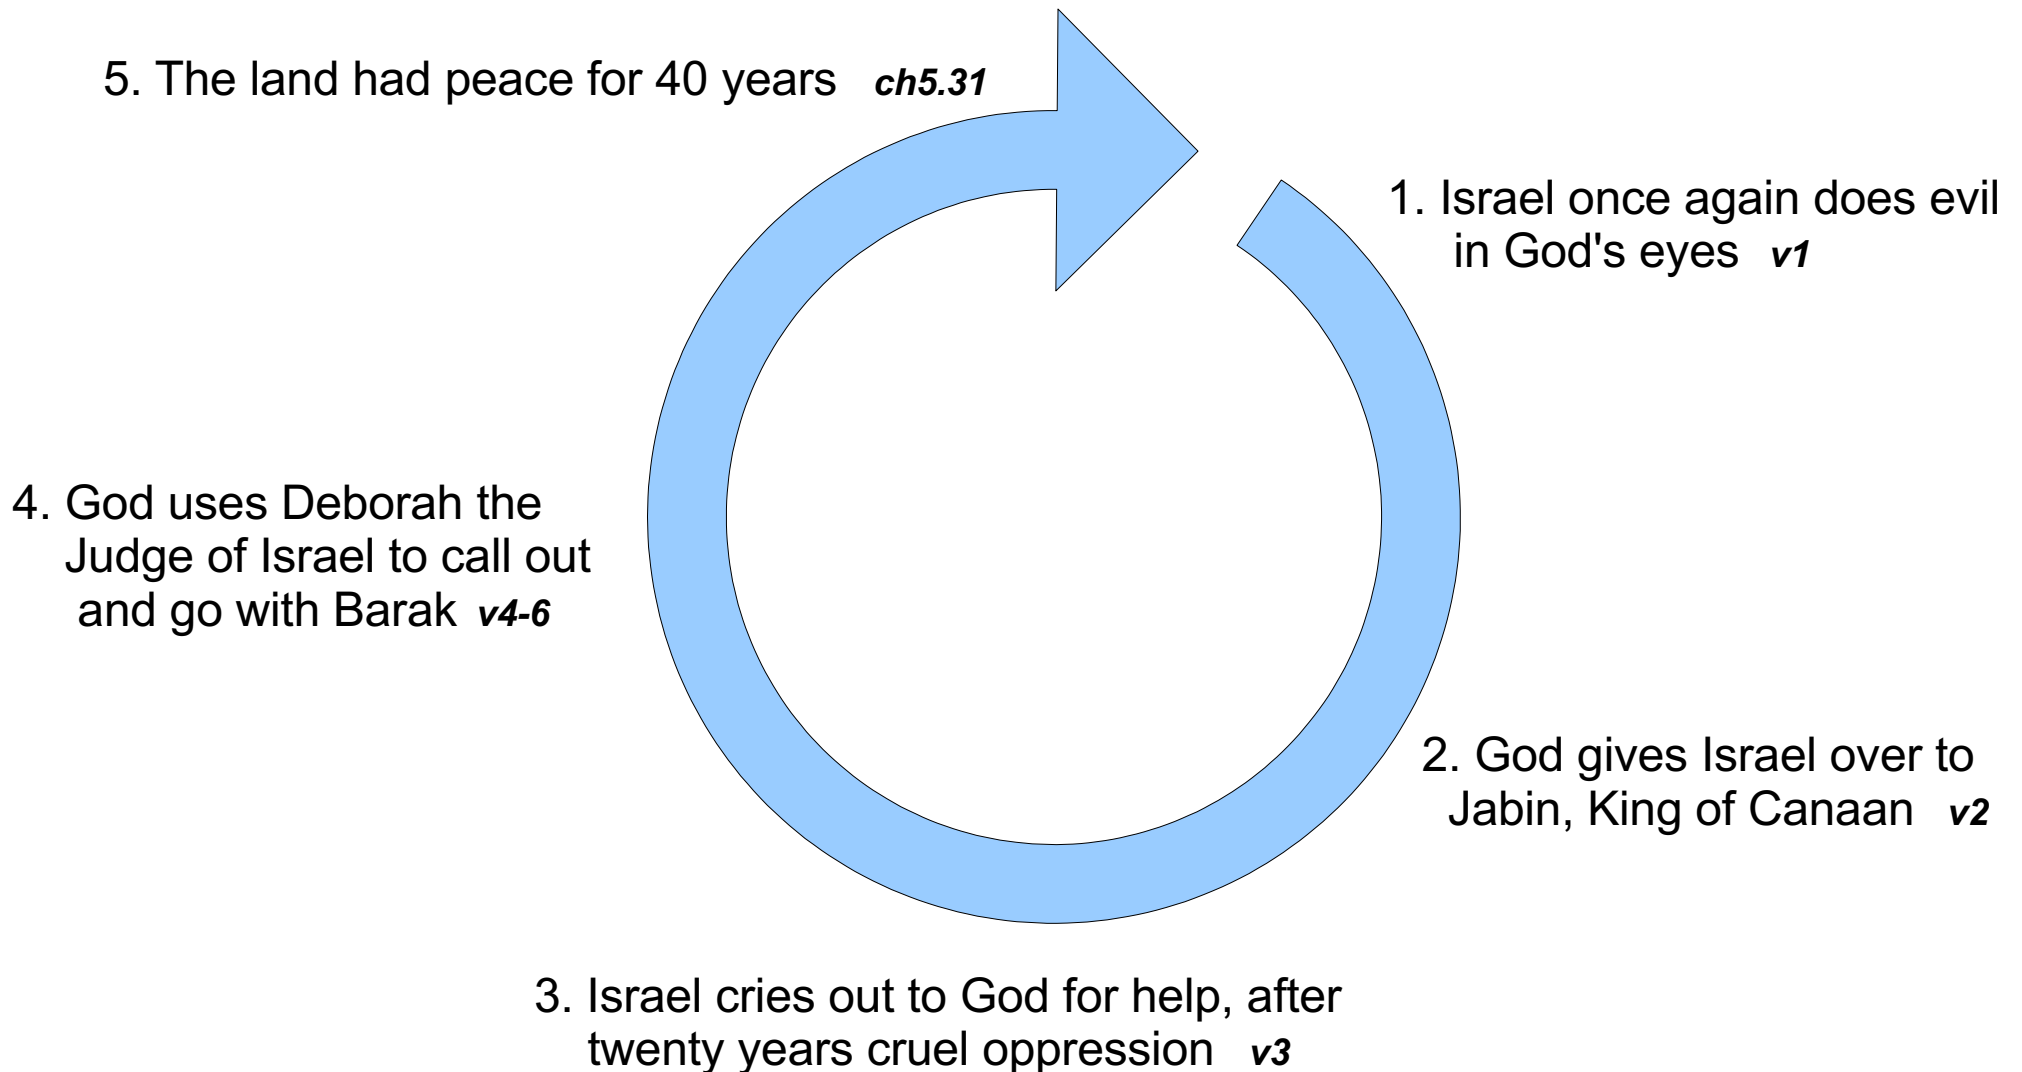 5. The land had peace for 40 years ch5.31
1. Israel once again does evil
in God's eyes v1
2. God gives Israel over to
Jabin, King of Canaan v2
3. Israel cries out to God for help, after
twenty years cruel oppression v3
4. God uses Deborah the
Judge of Israel to call out
and go with Barak v4-6